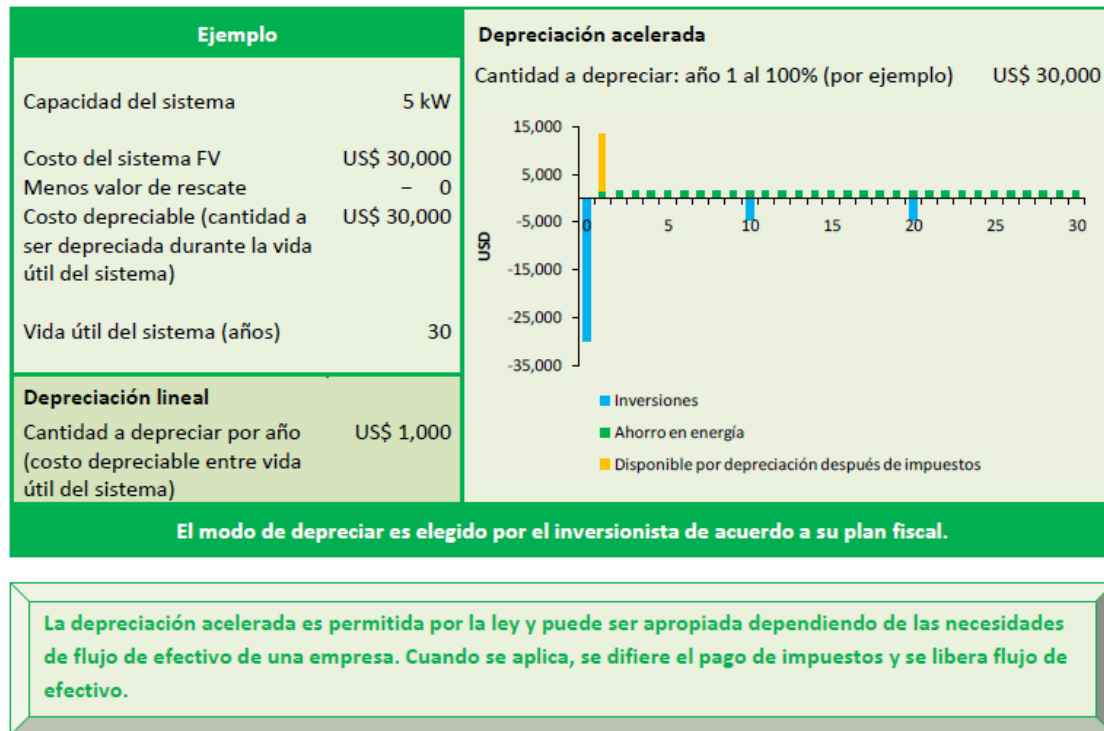 Ejemplo
Capacidad del sistema 5 kW
Costo del sistema FV US$ 30,000
Menos valor de rescate – 0
Costo depreciable (cantidad a US$ 30,000
ser depreciada durante la vida
útil del sistema)
Vida útil del sistema (años) 30
Depreciación lineal
Cantidad a depreciar por año US$ 1,000
(costo depreciable entre vida
útil del sistema)
Depreciación acelerada
Cantidad a depreciar: año 1 al 100% (por ejemplo) US$ 30,000
15,000
5,000
-5,000
-15,000
-25,000
-35,000
USD
0 5 10 15 20 25 30
Inversiones
Ahorro en energía
Disponible por depreciación después de impuestos
El modo de depreciar es elegido por el inversionista de acuerdo a su plan fiscal.
La depreciación acelerada es permitida por la ley y puede ser apropiada dependiendo de las necesidades
de flujo de efectivo de una empresa. Cuando se aplica, se difiere el pago de impuestos y se libera flujo de
efectivo.